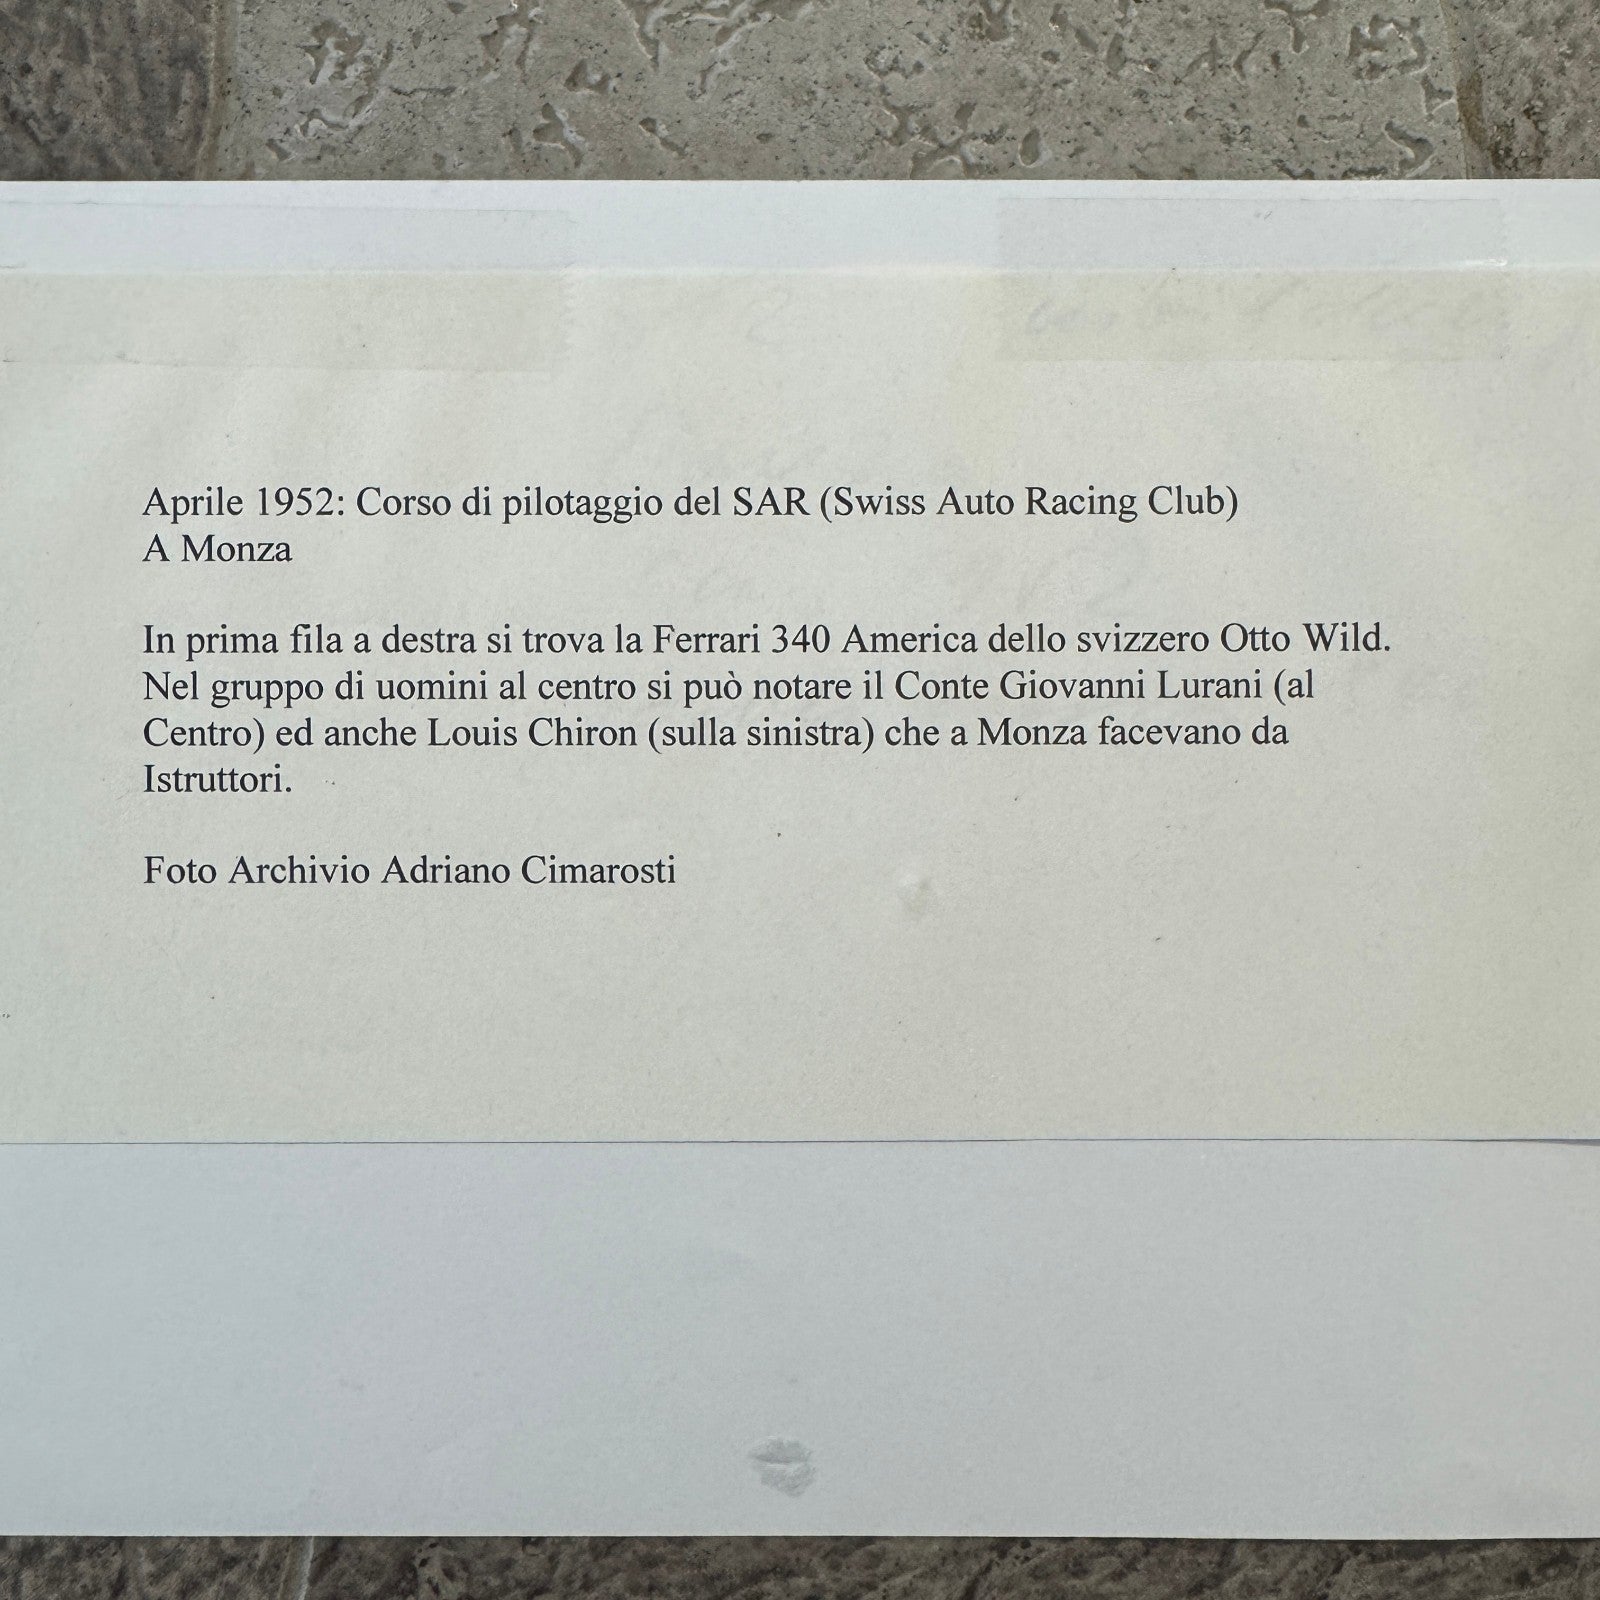 Aprile 1952: Corso di pilotaggio del SAR (Swiss Auto Racing Club)
A Monza
In prima fila a destra si trova la Ferrari 340 America dello svizzero Otto Wild.
Nel gruppo di uomini al centro si può notare il Conte Giovanni Lurani (al
Centro) ed anche Louis Chiron (sulla sinistra) che a Monza facevano da
Istruttori.
Foto Archivio Adriano Cimarosti